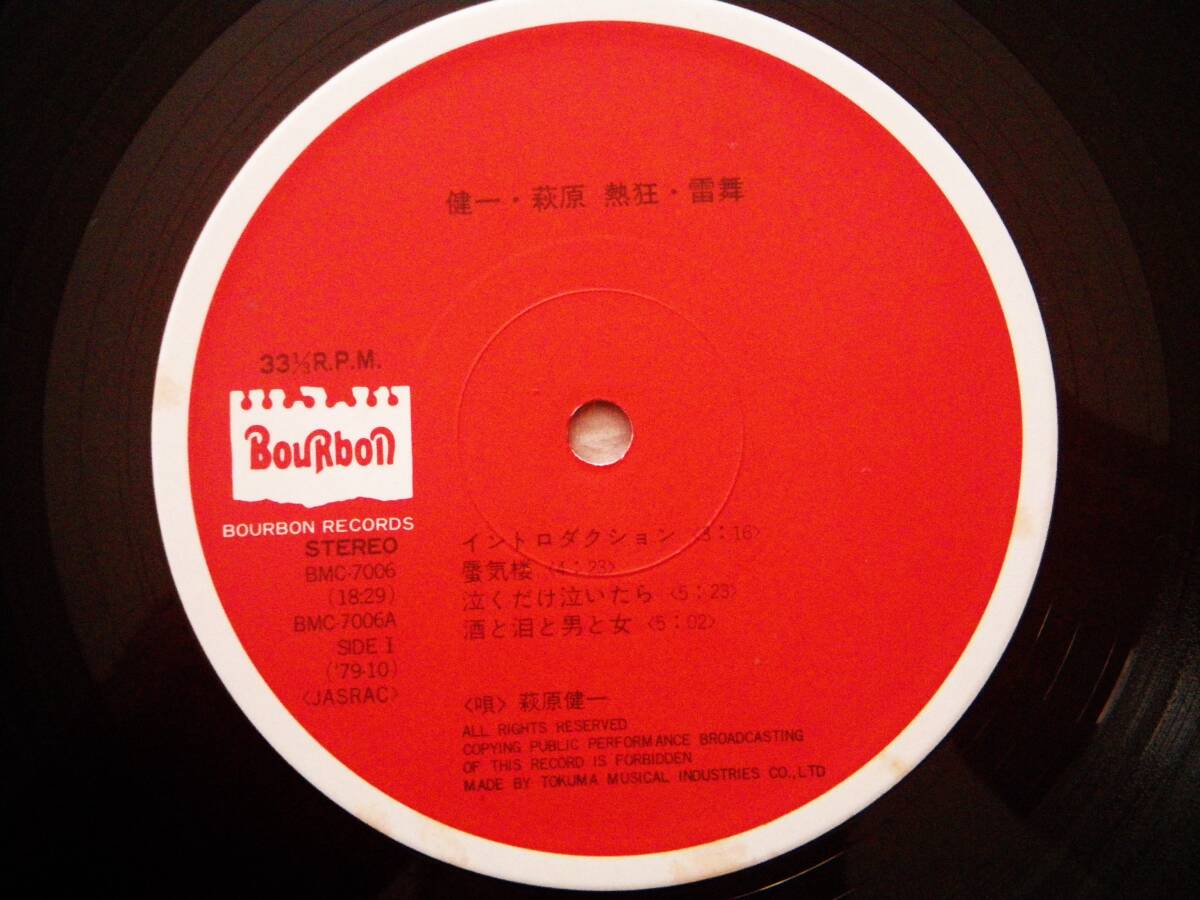 健一・萩原 熱狂・雷舞
33⅓R.P.M.
BouRbon
BOURBON RECORDS
STEREO
BMC-7006
(18:29)
BMC-7006A
SIDE I
('79-10)
<JASRAC>
イントロダクション <3:16>
蜃気楼 <4:23>
泣くだけ泣いたら <5:23>
酒と泪と男と女 <5:02>
<唄> 萩原健一
ALL RIGHTS RESERVED
COPYING PUBLIC PERFORMANCE BROADCASTING
OF THIS RECORD IS FORBIDDEN
MADE BY TOKUMA MUSICAL INDUSTRIES CO., LTD